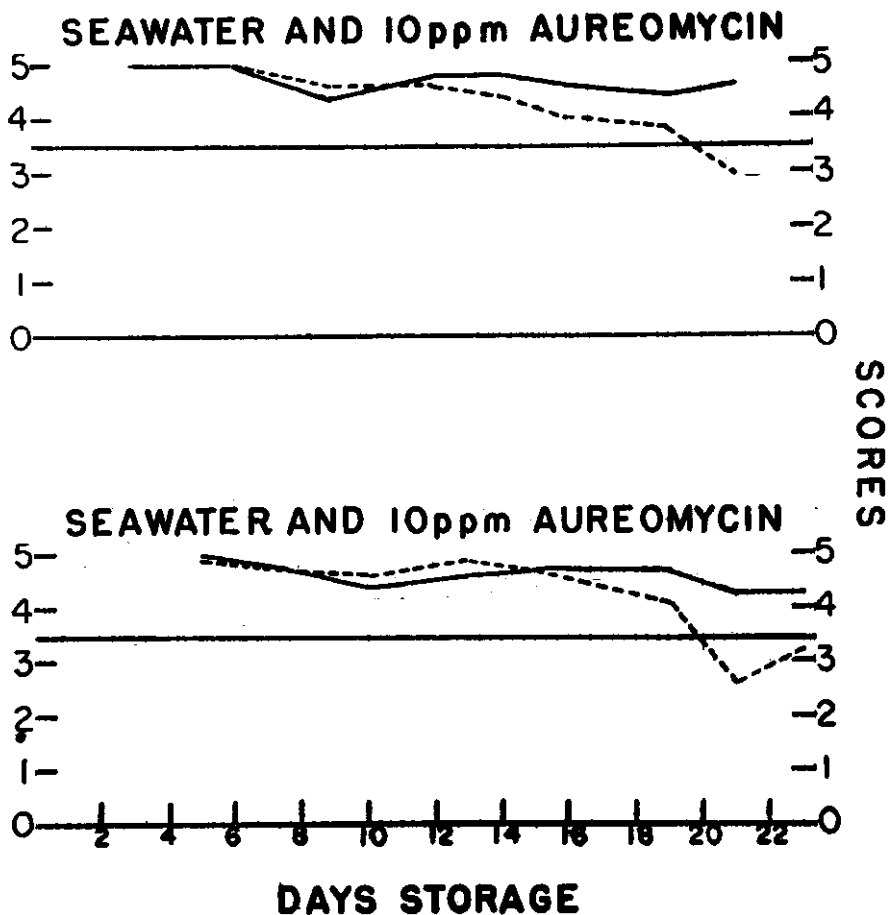 SEAWATER AND 10ppm AUREOMYCIN
5 5
4 4
3 3
2 2
1 1
0 0
SCORES
SEAWATER AND 10ppm AUREOMYCIN
5 5
4 4
3 3
2 2
1 1
0 0
2 4 6 8 10 12 14 16 18 20 22
DAYS STORAGE